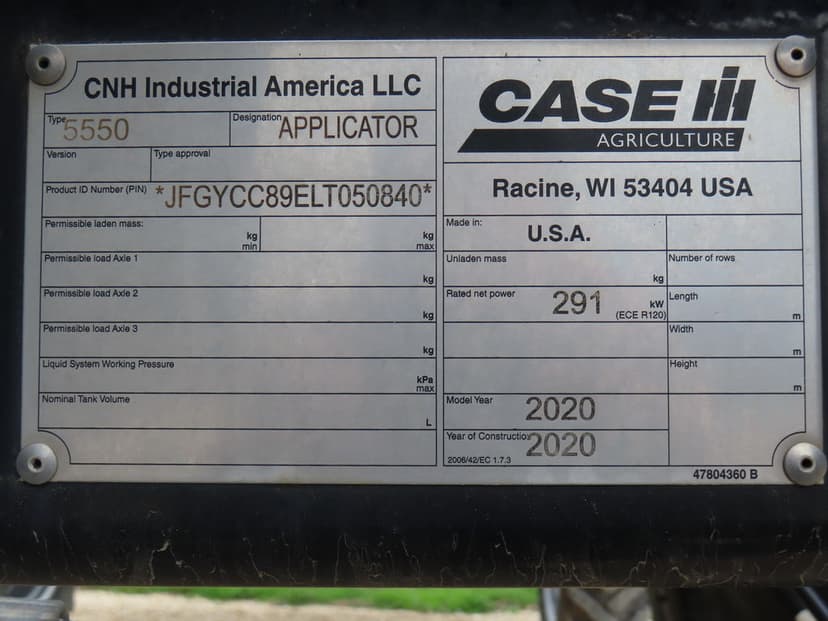 CNH Industrial America LLC
Type 5550
Designation APPLICATOR
Version
Type approval
Product ID Number (PIN) *JFGYCC89ELT050840*
Permissible laden mass:
kg min
kg max
Permissible load Axle 1
kg
Permissible load Axle 2
kg
Permissible load Axle 3
kg
Liquid System Working Pressure
kPa max
Nominal Tank Volume
L
CASE IH
AGRICULTURE
Racine, WI 53404 USA
Made in: U.S.A.
Unladen mass
kg
Number of rows
Rated net power 291 kW
(ECE R120)
Length
m
Width
m
Height
m
Model Year 2020
Year of Construction 2020
2006/42/EC 1.7.3
47804360 B